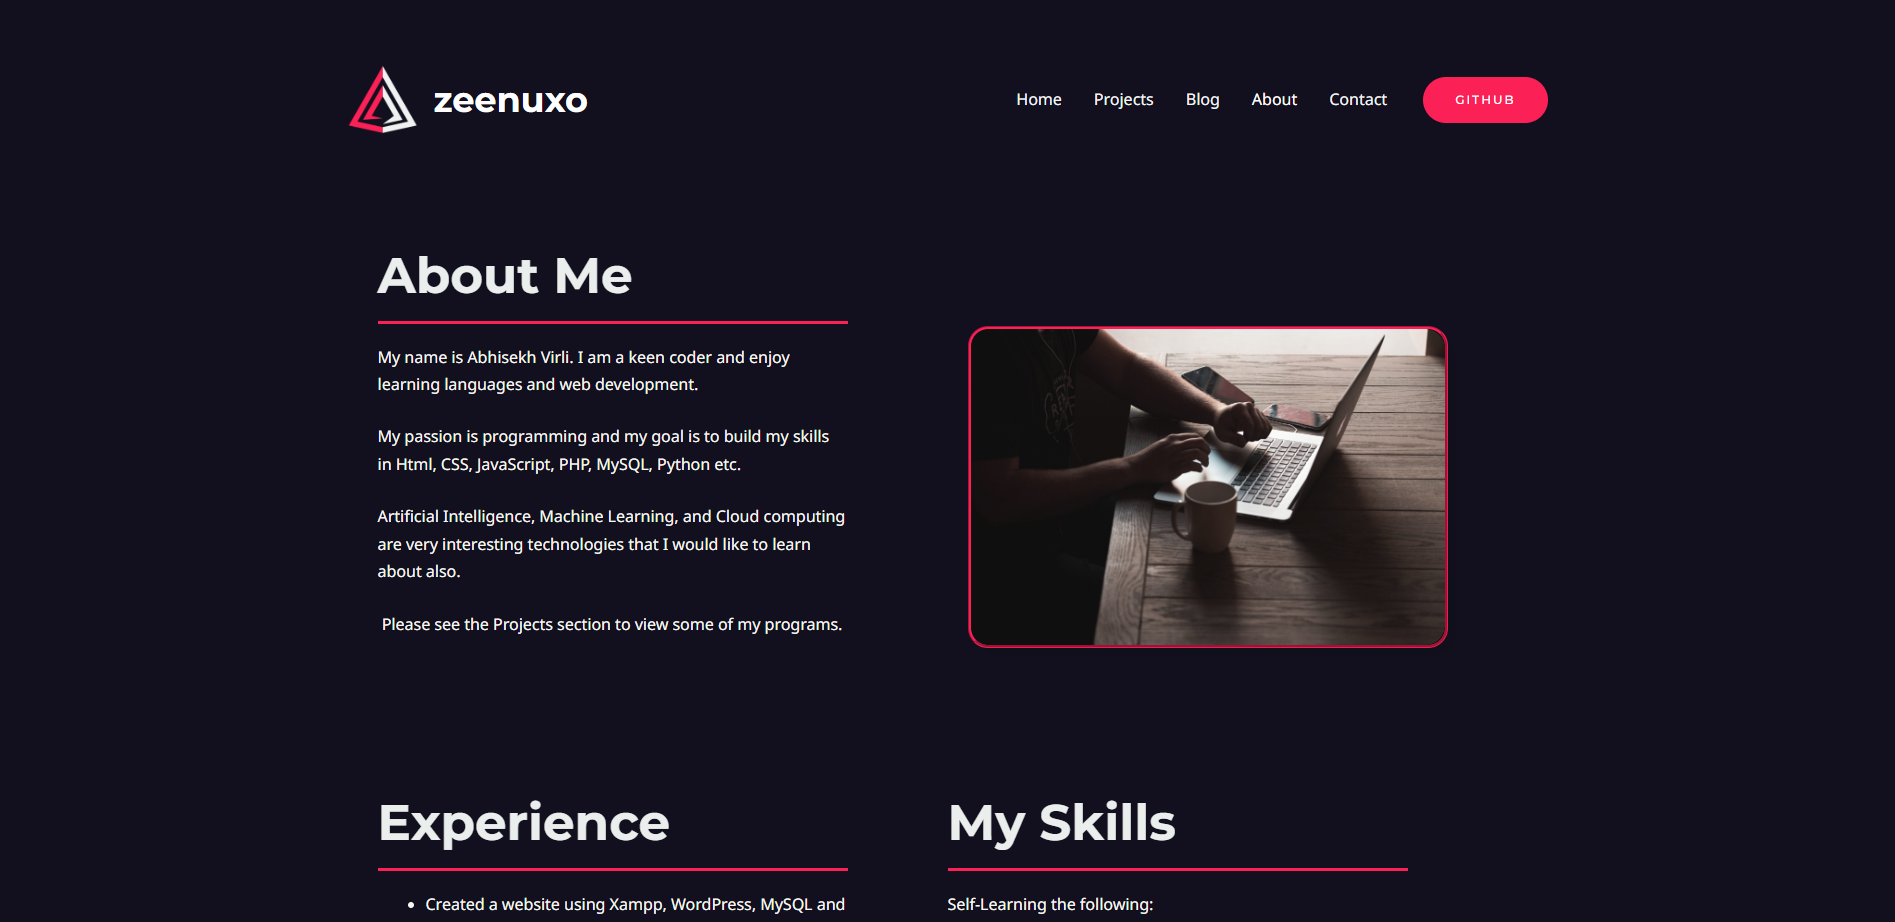 zeenuxo
Home Projects Blog About Contact GITHUB
About Me
My name is Abhisekh Virli. I am a keen coder and enjoy
learning languages and web development.
My passion is programming and my goal is to build my skills
in Html, CSS, JavaScript, PHP, MySQL, Python etc.
Artificial Intelligence, Machine Learning, and Cloud computing
are very interesting technologies that I would like to learn
about also.
Please see the Projects section to view some of my programs.
Experience
• Created a website using Xampp, WordPress, MySQL and
My Skills
Self-Learning the following: